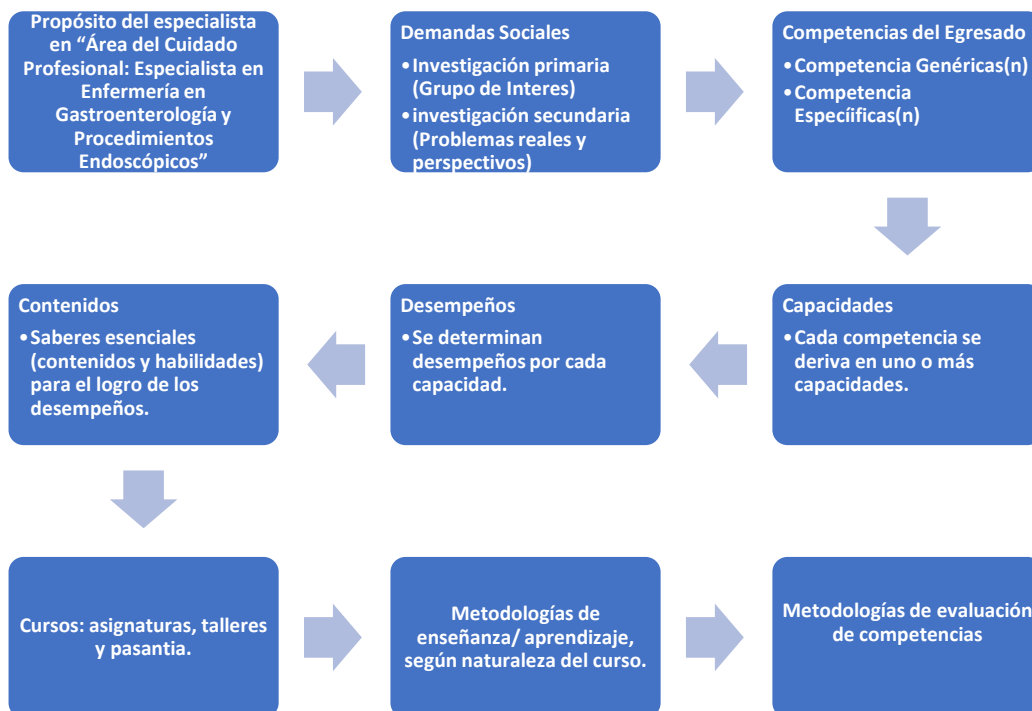 Propósito del especialista
en “Área del Cuidado
Profesional: Especialista en
Enfermería en
Gastroenterología y
Procedimientos
Endoscópicos”
Demandas Sociales
•Investigación primaria
(Grupo de Interes)
•investigación secundaria
(Problemas reales y
perspectivos)
Competencias del Egresado
•Competencia Genéricas(n)
•Competencia
Especiíficas(n)
Capacidades
•Cada competencia se
deriva en uno o más
capacidades.
Desempeños
•Se determinan
desempeños por cada
capacidad.
Contenidos
•Saberes esenciales
(contenidos y habilidades)
para el logro de los
desempeños.
Cursos: asignaturas, talleres
y pasantia.
Metodologías de
enseñanza/ aprendizaje,
según naturaleza del curso.
Metodologías de evaluación
de competencias